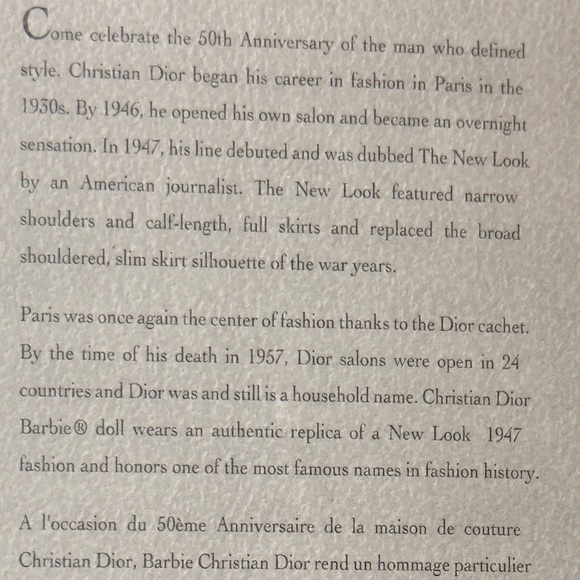 Come celebrate the 50th Anniversary of the man who defined
style. Christian Dior began his career in fashion in Paris in the
1930s. By 1946, he opened his own salon and became an overnight
sensation. In 1947, his line debuted and was dubbed The New Look
by an American journalist. The New Look featured narrow
shoulders and calf-length, full skirts and replaced the broad
shouldered, slim skirt silhouette of the war years.
Paris was once again the center of fashion thanks to the Dior cachet.
By the time of his death in 1957, Dior salons were open in 24
countries and Dior was and still is a household name. Christian Dior
Barbie® doll wears an authentic replica of a New Look 1947
fashion and honors one of the most famous names in fashion history.
A l'occasion du 50ème Anniversaire de la maison de couture
Christian Dior, Barbie Christian Dior rend un hommage particulier